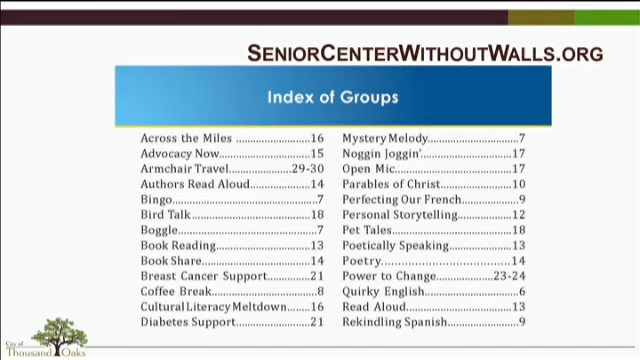 SENIORCENTERWITHOUTWALLS.ORG
Index of Groups
Across the Miles ........................16
Advocacy Now.............................15
Armchair Travel....................29-30
Authors Read Aloud...................14
Bingo..............................................7
Bird Talk......................................18
Boggle............................................7
Book Reading..............................13
Book Share..................................14
Breast Cancer Support..............21
Coffee Break..................................8
Cultural Literacy Meltdown.......16
Diabetes Support........................21
Mystery Melody.............................7
Noggin Joggin'.............................17
Open Mic......................................17
Parables of Christ.......................10
Perfecting Our French..................9
Personal Storytelling..................12
Pet Tales......................................18
Poetically Speaking....................13
Poetry..........................................14
Power to Change..................23-24
Quirky English..............................6
Read Aloud..................................13
Rekindling Spanish.......................9
City of
Thousand Oaks